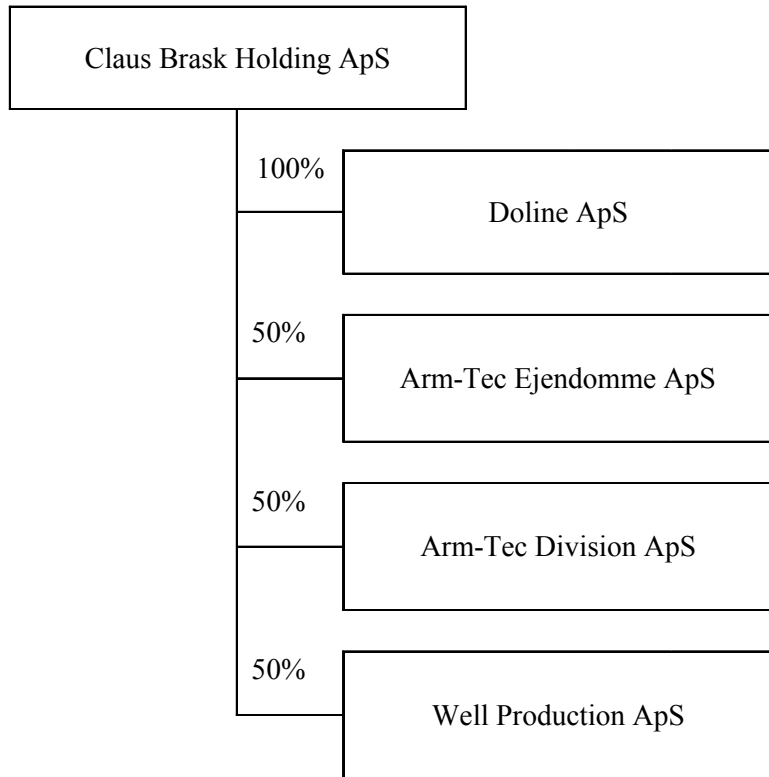 Claus Brask Holding ApS
100%
Doline ApS
50%
Arm-Tec Ejendomme ApS
50%
Arm-Tec Division ApS
50%
Well Production ApS